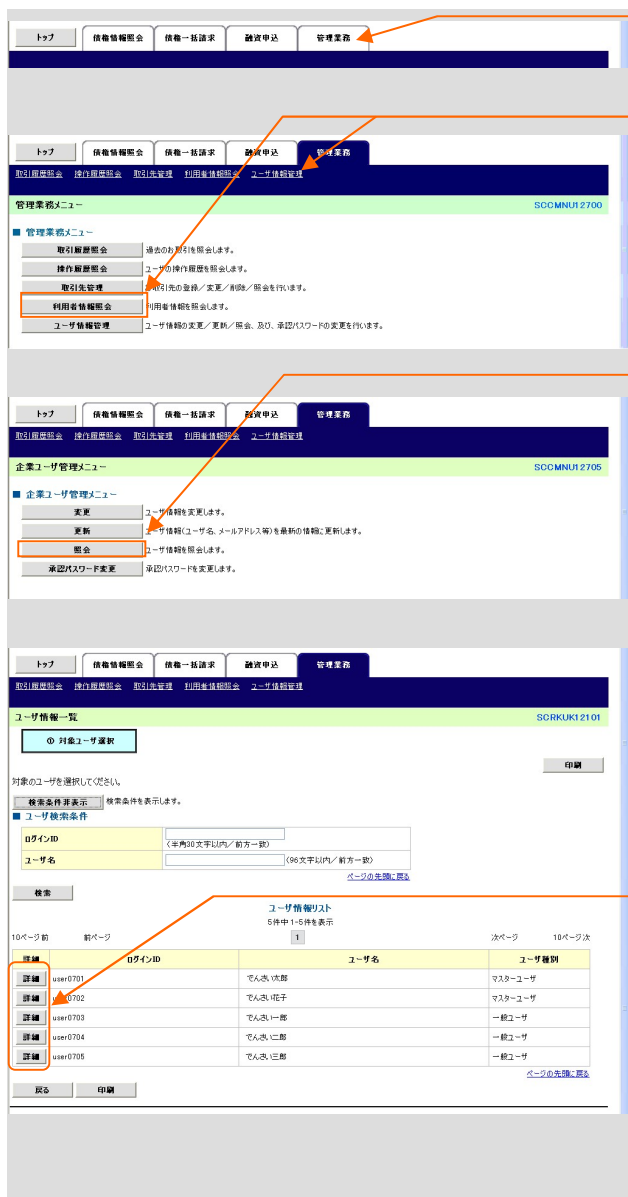 トップ 債権情報照会 債権一括請求 融資申込 管理業務
トップ 債権情報照会 債権一括請求 融資申込 管理業務
取引履歴照会 操作履歴照会 取引先管理 利用者情報照会 ユーザ情報管理
管理業務メニュー SCCMNU12700
■ 管理業務メニュー
取引履歴照会 過去のお取引を照会します。
操作履歴照会 ユーザの操作履歴を照会します。
取引先管理 お取引先の登録／変更／削除／照会を行います。
利用者情報照会 利用者情報を照会します。
ユーザ情報管理 ユーザ情報の変更／更新／照会、及び、承認パスワードの変更を行います。
トップ 債権情報照会 債権一括請求 融資申込 管理業務
取引履歴照会 操作履歴照会 取引先管理 利用者情報照会 ユーザ情報管理
企業ユーザ管理メニュー SCCMNU12705
■ 企業ユーザ管理メニュー
変更 ユーザ情報を変更します。
更新 ユーザ情報(ユーザ名、メールアドレス等)を最新の情報に更新します。
照会 ユーザ情報を照会します。
承認パスワード変更 承認パスワードを変更します。
トップ 債権情報照会 債権一括請求 融資申込 管理業務
取引履歴照会 操作履歴照会 取引先管理 利用者情報照会 ユーザ情報管理
ユーザ情報一覧 SCRKUK12101
① 対象ユーザ選択
印刷
対象のユーザを選択してください。
検索条件非表示 検索条件を表示します。
■ ユーザ検索条件
ログインID (半角30文字以内／前方一致)
ユーザ名 (96文字以内／前方一致)
ページの先頭に戻る
検索
ユーザ情報リスト
5件中 1-5件を表示
10ページ前 前ページ 1 次ページ 10ページ次
詳細 ログインID ユーザ名 ユーザ種別
詳細 user0701 でんさい太郎 マスターユーザ
詳細 user0702 でんさい花子 マスターユーザ
詳細 user0703 でんさい一郎 一般ユーザ
詳細 user0704 でんさい二郎 一般ユーザ
詳細 user0705 でんさい三郎 一般ユーザ
ページの先頭に戻る
戻る 印刷